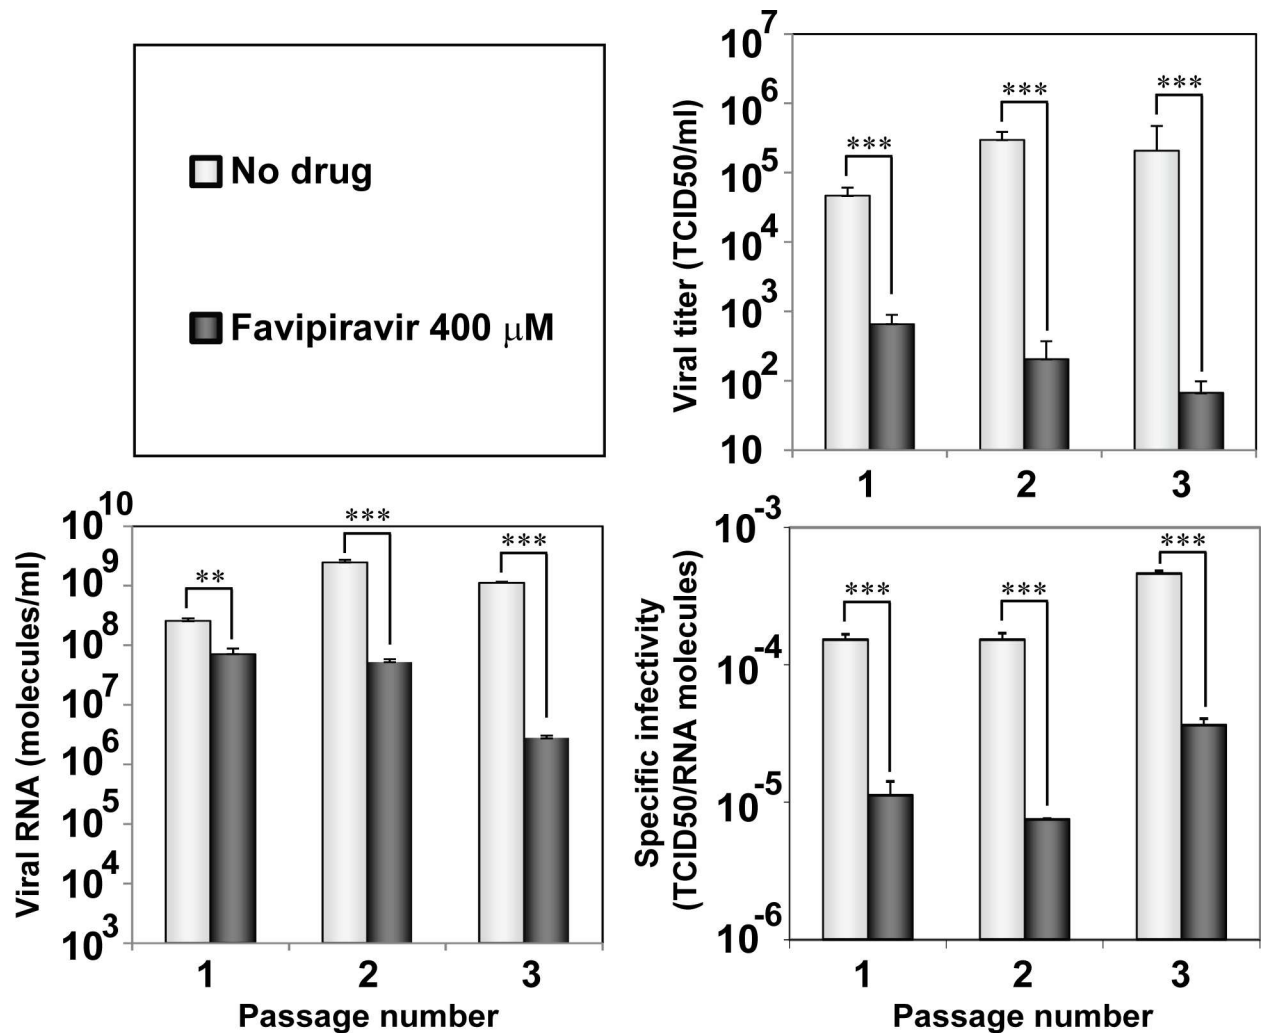 No drug
Favipiravir 400 μM
Viral titer (TCID50/ml)
10^7
10^6
10^5
10^4
10^3
10^2
10
***
***
***
1 2 3
Viral RNA (molecules/ml)
10^10
10^9
10^8
10^7
10^6
10^5
10^4
10^3
**
***
***
1 2 3
Passage number
Specific infectivity
(TCID50/RNA molecules)
10^-3
10^-4
10^-5
10^-6
***
***
***
1 2 3
Passage number